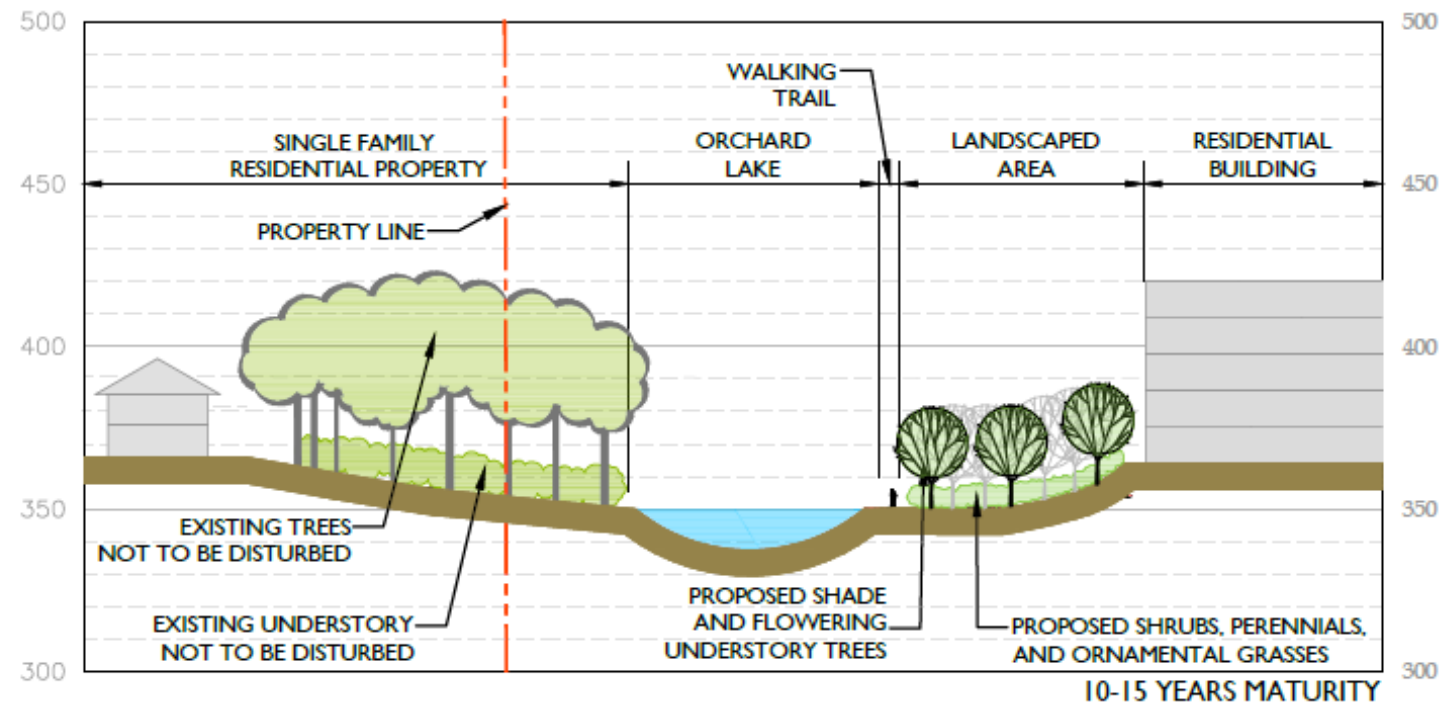 500
500
WALKING
TRAIL
SINGLE FAMILY
RESIDENTIAL PROPERTY
ORCHARD
LAKE
LANDSCAPED
AREA
RESIDENTIAL
BUILDING
450
450
PROPERTY LINE
400
400
350
350
EXISTING TREES
NOT TO BE DISTURBED
EXISTING UNDERSTORY
NOT TO BE DISTURBED
PROPOSED SHADE
AND FLOWERING
UNDERSTORY TREES
PROPOSED SHRUBS, PERENNIALS,
AND ORNAMENTAL GRASSES
300
300
10-15 YEARS MATURITY